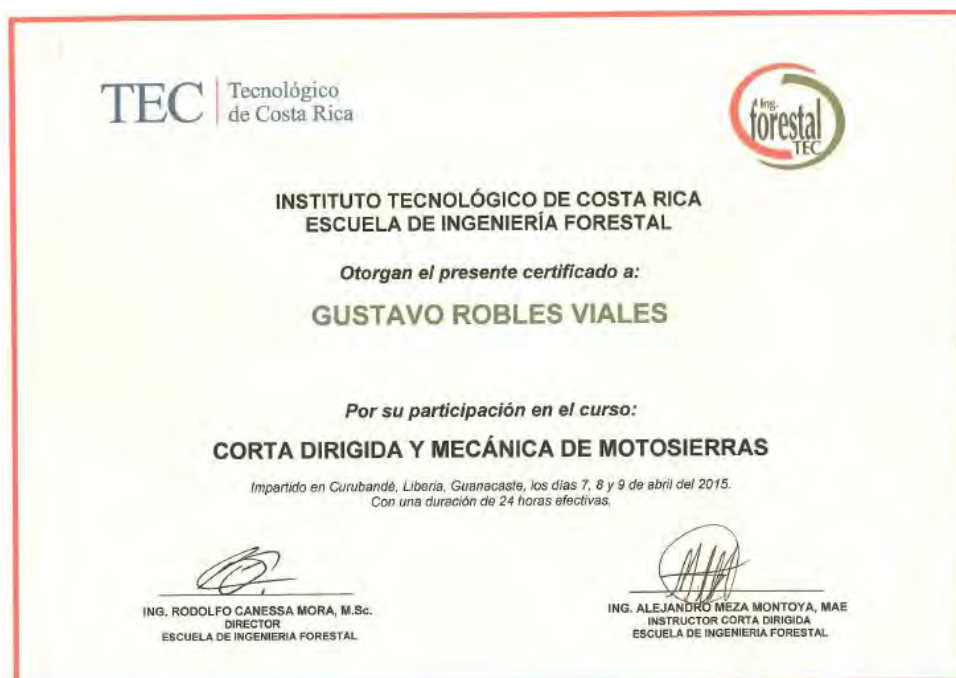 TEC Tecnológico
de Costa Rica
Ing.
forestal
TEC
INSTITUTO TECNOLÓGICO DE COSTA RICA
ESCUELA DE INGENIERÍA FORESTAL
Otorgan el presente certificado a:
GUSTAVO ROBLES VIALES
Por su participación en el curso:
CORTA DIRIGIDA Y MECÁNICA DE MOTOSIERRAS
Impartido en Curubandé, Liberia, Guanacaste, los días 7, 8 y 9 de abril del 2015.
Con una duración de 24 horas efectivas.
ING. RODOLFO CANESSA MORA, M.Sc.
DIRECTOR
ESCUELA DE INGENIERIA FORESTAL
ING. ALEJANDRO MEZA MONTOYA, MAE
INSTRUCTOR CORTA DIRIGIDA
ESCUELA DE INGENIERIA FORESTAL